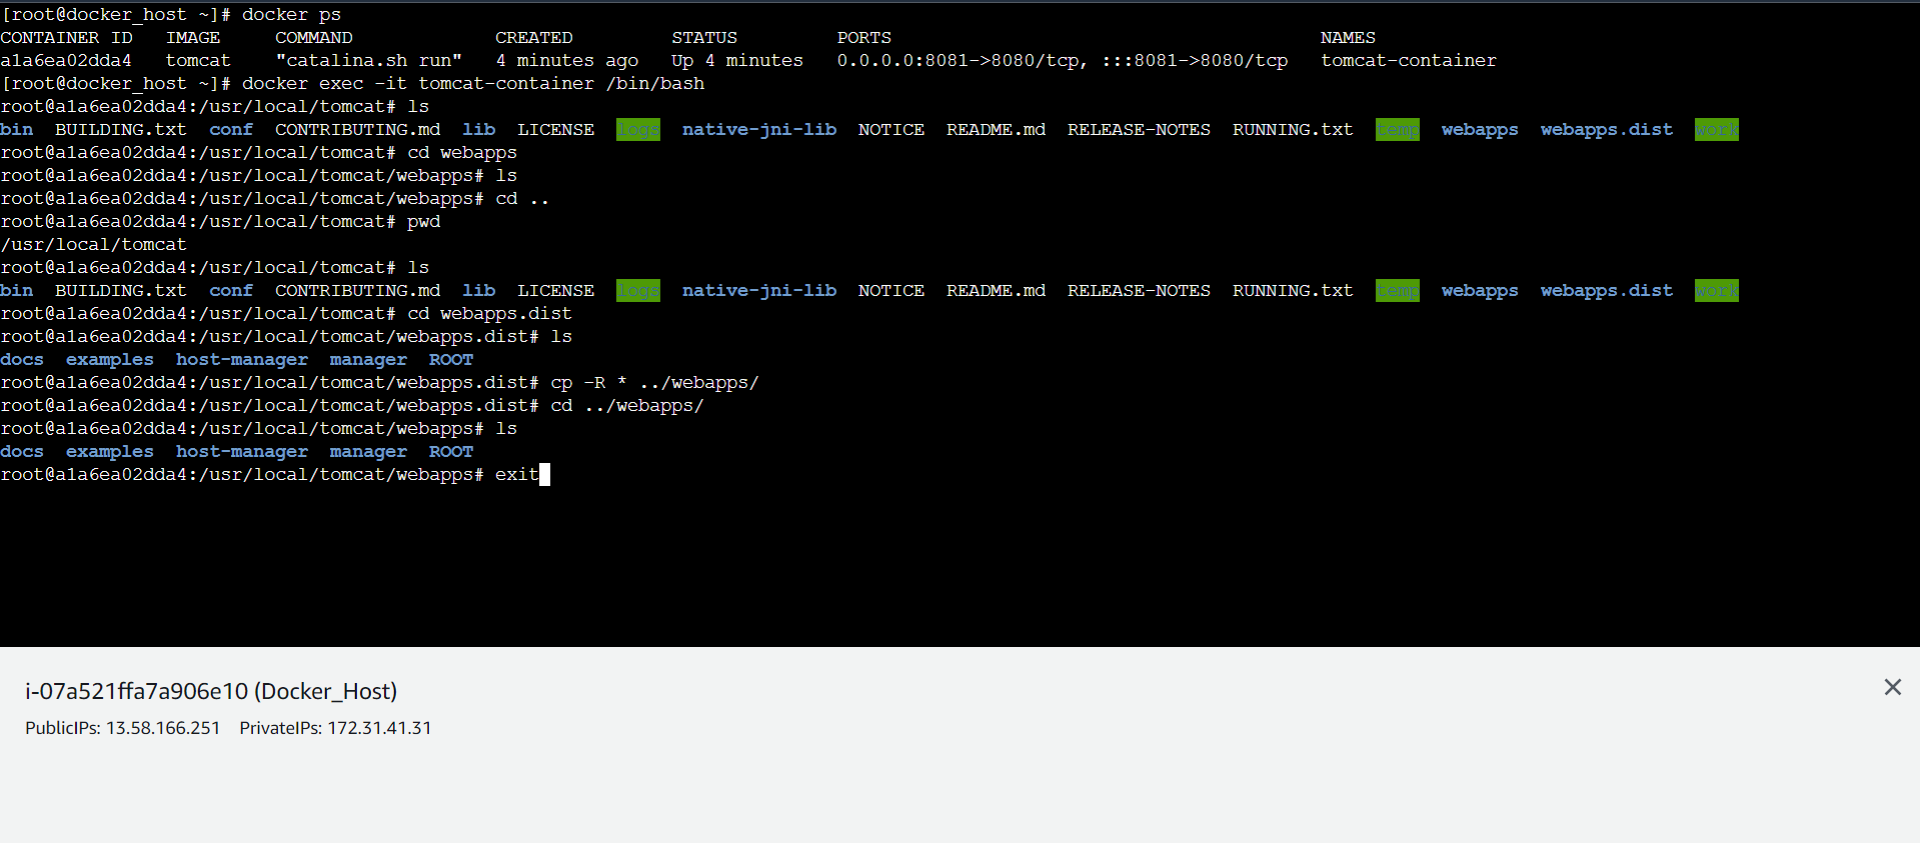 [root@docker_host ~]# docker ps
CONTAINER ID   IMAGE     COMMAND             CREATED         STATUS         PORTS                                       NAMES
a1a6ea02dda4   tomcat    "catalina.sh run"   4 minutes ago   Up 4 minutes   0.0.0.0:8081->8080/tcp, :::8081->8080/tcp   tomcat-container
[root@docker_host ~]# docker exec -it tomcat-container /bin/bash
root@a1a6ea02dda4:/usr/local/tomcat# ls
bin  BUILDING.txt  conf  CONTRIBUTING.md  lib  LICENSE  logs  native-jni-lib  NOTICE  README.md  RELEASE-NOTES  RUNNING.txt  temp  webapps  webapps.dist  work
root@a1a6ea02dda4:/usr/local/tomcat# cd webapps
root@a1a6ea02dda4:/usr/local/tomcat/webapps# ls
root@a1a6ea02dda4:/usr/local/tomcat/webapps# cd ..
root@a1a6ea02dda4:/usr/local/tomcat# pwd
/usr/local/tomcat
root@a1a6ea02dda4:/usr/local/tomcat# ls
bin  BUILDING.txt  conf  CONTRIBUTING.md  lib  LICENSE  logs  native-jni-lib  NOTICE  README.md  RELEASE-NOTES  RUNNING.txt  temp  webapps  webapps.dist  work
root@a1a6ea02dda4:/usr/local/tomcat# cd webapps.dist
root@a1a6ea02dda4:/usr/local/tomcat/webapps.dist# ls
docs  examples  host-manager  manager  ROOT
root@a1a6ea02dda4:/usr/local/tomcat/webapps.dist# cp -R * ../webapps/
root@a1a6ea02dda4:/usr/local/tomcat/webapps.dist# cd ../webapps/
root@a1a6ea02dda4:/usr/local/tomcat/webapps# ls
docs  examples  host-manager  manager  ROOT
root@a1a6ea02dda4:/usr/local/tomcat/webapps# exit
i-07a521ffa7a906e10 (Docker_Host)
PublicIPs: 13.58.166.251    PrivateIPs: 172.31.41.31